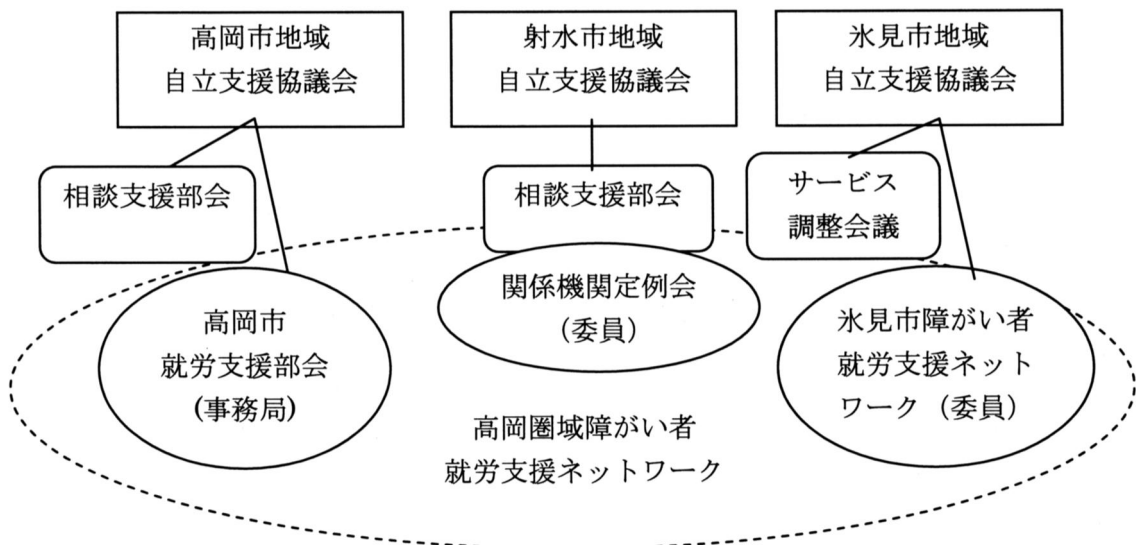 高岡市地域
自立支援協議会
射水市地域
自立支援協議会
氷見市地域
自立支援協議会
相談支援部会
相談支援部会
サービス
調整会議
高岡市
就労支援部会
(事務局)
関係機関定例会
（委員）
氷見市障がい者
就労支援ネット
ワーク（委員）
高岡圏域障がい者
就労支援ネットワーク